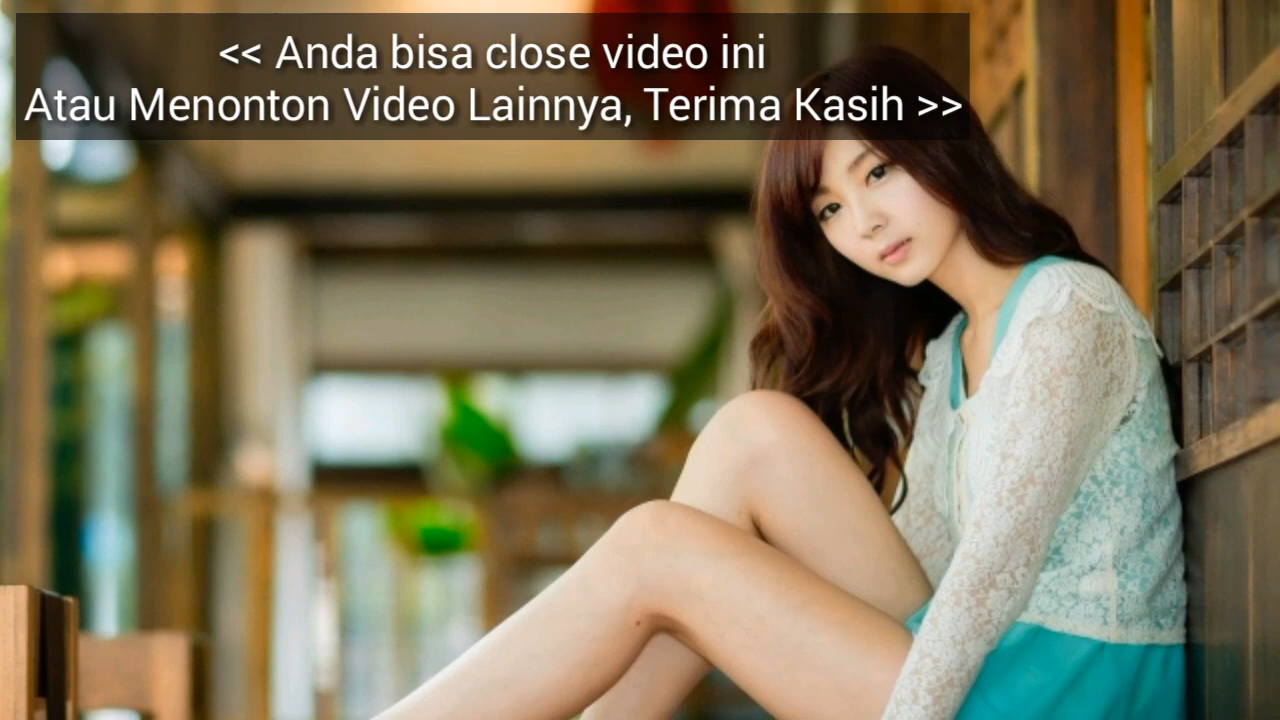 << Anda bisa close video ini
Atau Menonton Video Lainnya, Terima Kasih >>